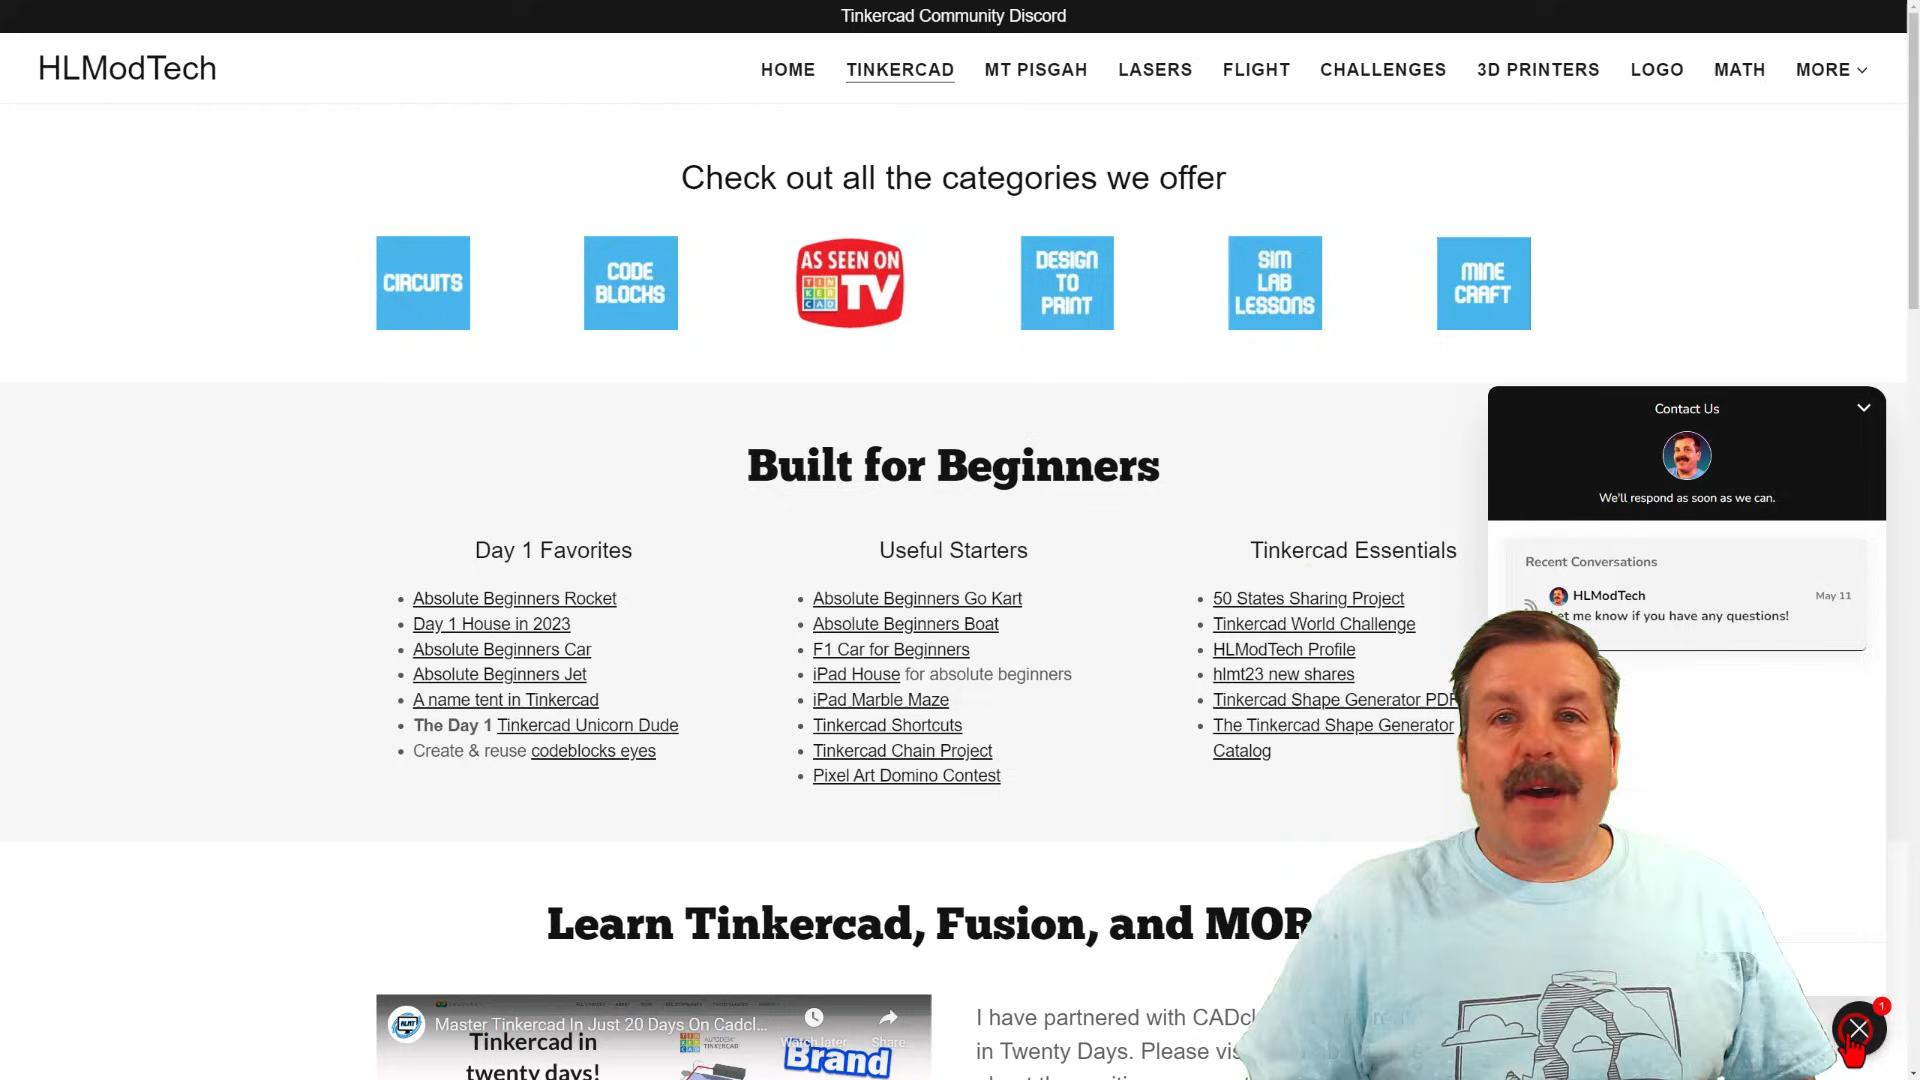 Tinkercad Community Discord
HLModTech
HOME TINKERCAD MT PISGAH LASERS FLIGHT CHALLENGES 3D PRINTERS LOGO MATH MORE
Check out all the categories we offer
CIRCUITS
CODE
BLOCKS
AS SEEN ON
TIN
KER
CAD
TV
DESIGN
TO
PRINT
SIM
LAB
LESSONS
MINE
CRAFT
Built for Beginners
Day 1 Favorites
Absolute Beginners Rocket
Day 1 House in 2023
Absolute Beginners Car
Absolute Beginners Jet
A name tent in Tinkercad
The Day 1 Tinkercad Unicorn Dude
Create & reuse codeblocks eyes
Useful Starters
Absolute Beginners Go Kart
Absolute Beginners Boat
F1 Car for Beginners
iPad House for absolute beginners
iPad Marble Maze
Tinkercad Shortcuts
Tinkercad Chain Project
Pixel Art Domino Contest
Tinkercad Essentials
50 States Sharing Project
Tinkercad World Challenge
HLModTech Profile
hlmt23 new shares
Tinkercad Shape Generator PDF
The Tinkercad Shape Generator
Catalog
Contact Us
We'll respond as soon as we can.
Recent Conversations
HLModTech May 11
me know if you have any questions!
Learn Tinkercad, Fusion, and MOR
HLMT
Master Tinkercad In Just 20 Days On Cadcl...
Watch later
Share
Tinkercad in
twenty days!
AUTODESK
TINKERCAD
Brand
I have partnered with
in Twenty Days. Please
1